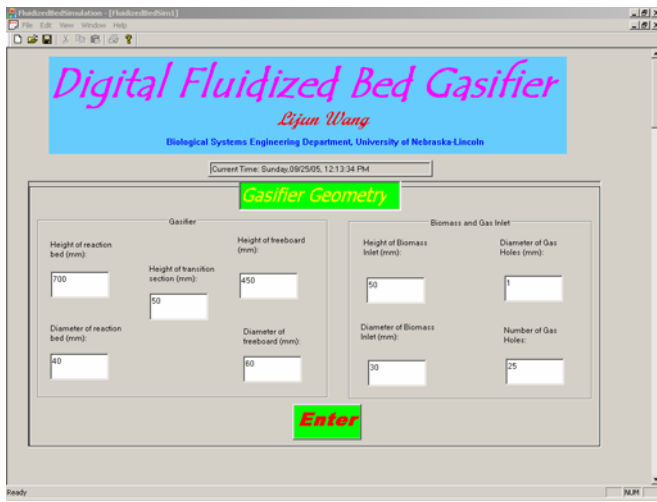 FluidizedBedSimulation - [FluidizedBedSim1]
File Edit View Window Help
Digital Fluidized Bed Gasifier
Lijun Wang
Biological Systems Engineering Department, University of Nebraska-Lincoln
Current Time: Sunday,09/25/05, 12:13:34 PM
Gasifier Geometry
Gasifier
Height of reaction
bed (mm):
700
Height of transition
section (mm):
50
Height of freeboard
(mm):
450
Diameter of reaction
bed (mm):
40
Diameter of
freeboard (mm):
60
Biomass and Gas Inlet
Height of Biomass
Inlet (mm):
50
Diameter of Gas
Holes (mm):
1
Diameter of Biomass
Inlet (mm):
30
Number of Gas
Holes:
25
Enter
Ready
NUM